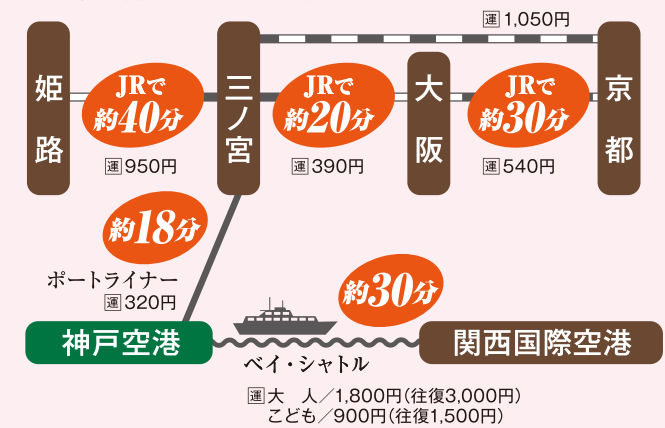 運1,050円
姫路
JRで
約40分
運950円
三ノ宮
JRで
約20分
運390円
大阪
JRで
約30分
運540円
京都
約18分
ポートライナー
運320円
約30分
神戸空港
関西国際空港
ベイ・シャトル
運大　人／1,800円(往復3,000円)
こども／900円(往復1,500円)